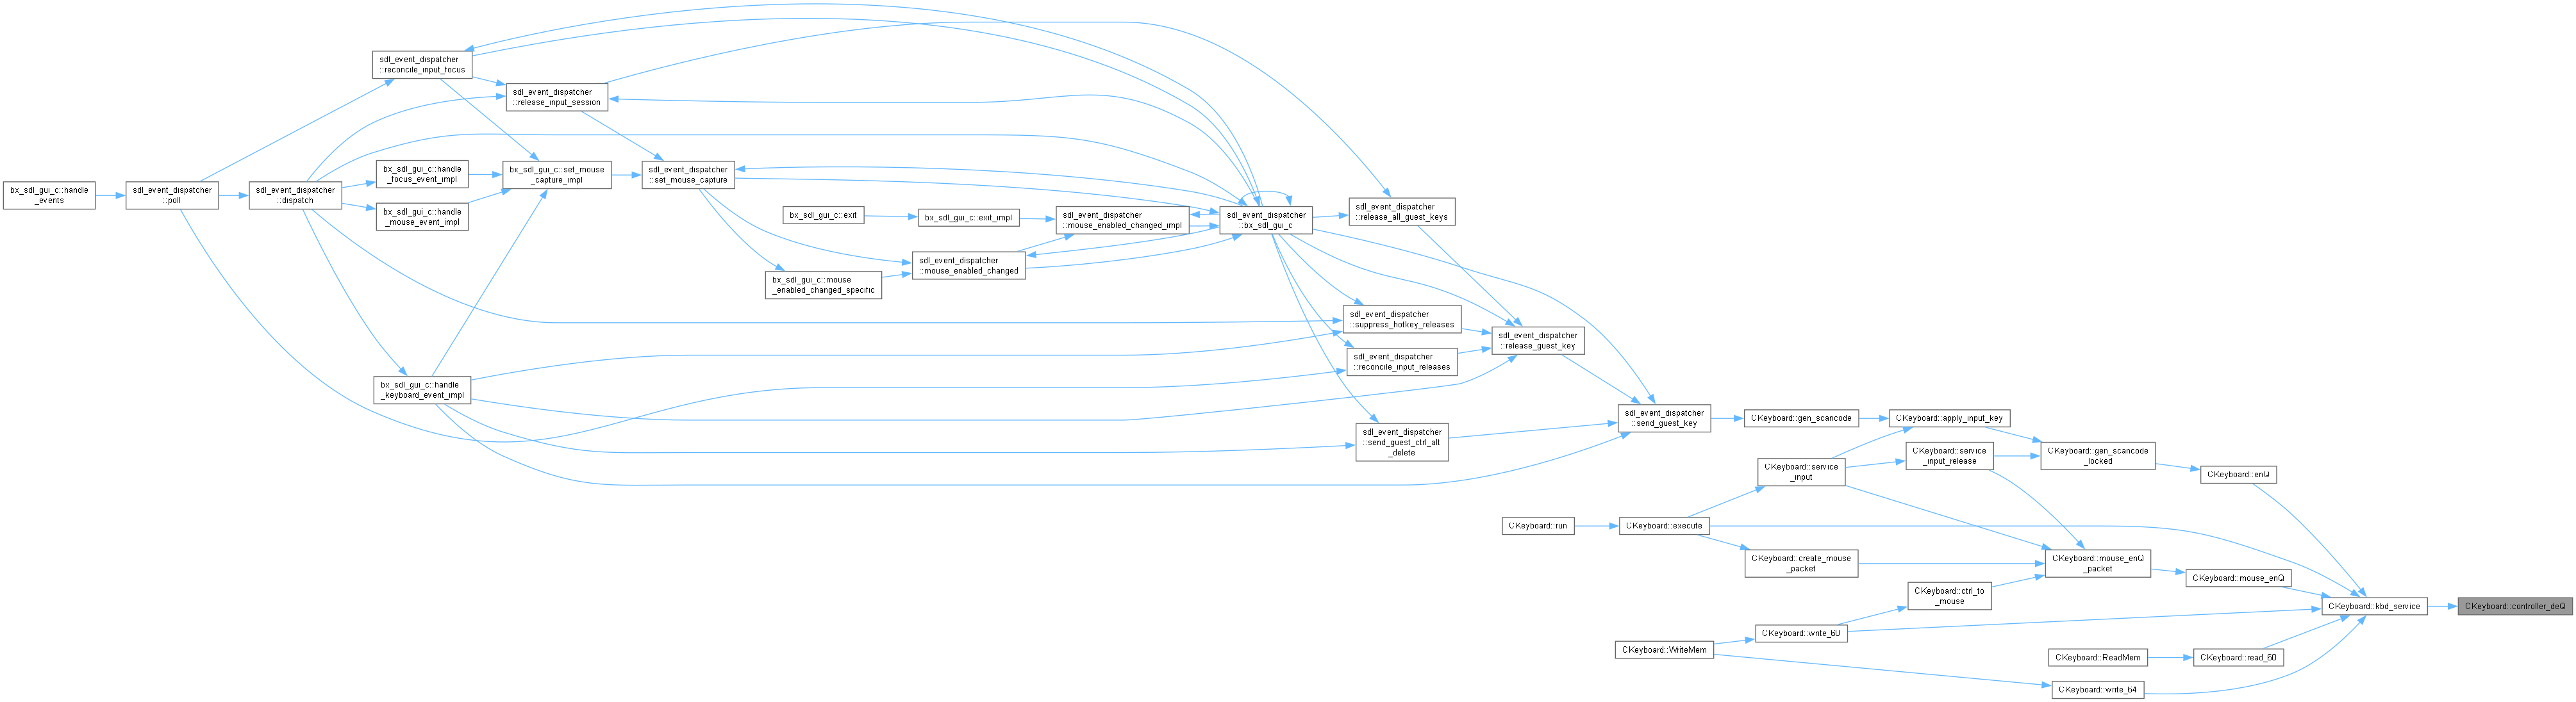 sdl_event_dispatcher
::reconcile_input_focus
sdl_event_dispatcher
::release_input_session
bx_sdl_gui_c::handle
_events
sdl_event_dispatcher
::poll
sdl_event_dispatcher
::dispatch
bx_sdl_gui_c::handle
_focus_event_impl
bx_sdl_gui_c::handle
_mouse_event_impl
bx_sdl_gui_c::set_mouse
_capture_impl
sdl_event_dispatcher
::set_mouse_capture
bx_sdl_gui_c::exit
bx_sdl_gui_c::exit_impl
sdl_event_dispatcher
::mouse_enabled_changed_impl
sdl_event_dispatcher
::bx_sdl_gui_c
sdl_event_dispatcher
::release_all_guest_keys
sdl_event_dispatcher
::mouse_enabled_changed
bx_sdl_gui_c::mouse
_enabled_changed_specific
sdl_event_dispatcher
::suppress_hotkey_releases
sdl_event_dispatcher
::release_guest_key
sdl_event_dispatcher
::reconcile_input_releases
bx_sdl_gui_c::handle
_keyboard_event_impl
sdl_event_dispatcher
::send_guest_ctrl_alt
_delete
sdl_event_dispatcher
::send_guest_key
CKeyboard::gen_scancode
CKeyboard::apply_input_key
CKeyboard::service
_input
CKeyboard::service
_input_release
CKeyboard::gen_scancode
_locked
CKeyboard::enQ
CKeyboard::run
CKeyboard::execute
CKeyboard::create_mouse
_packet
CKeyboard::mouse_enQ
_packet
CKeyboard::mouse_enQ
CKeyboard::ctrl_to
_mouse
CKeyboard::kbd_service
CKeyboard::controller_deQ
CKeyboard::write_60
CKeyboard::WriteMem
CKeyboard::ReadMem
CKeyboard::read_60
CKeyboard::write_64